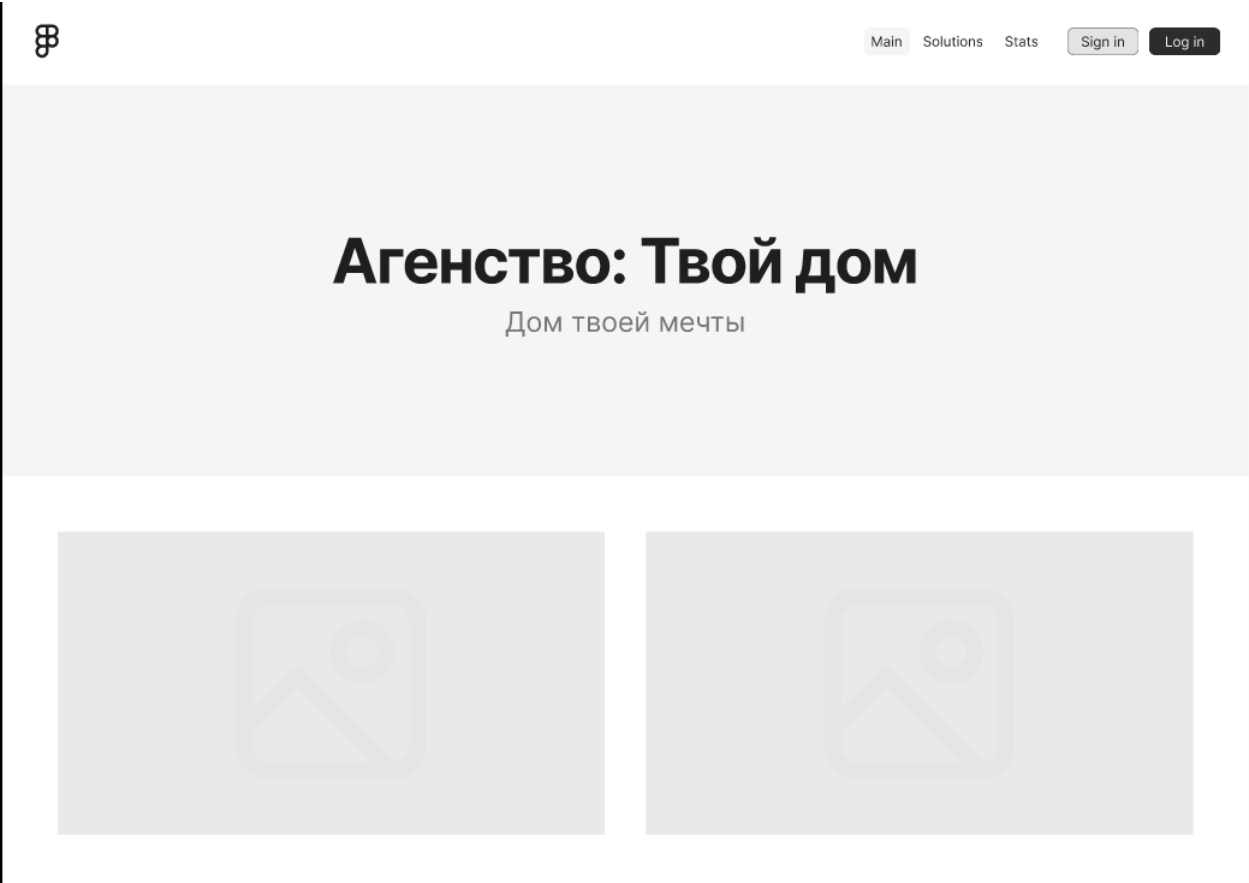 Main Solutions Stats Sign in Log in
Агенство: Твой дом
Дом твоей мечты